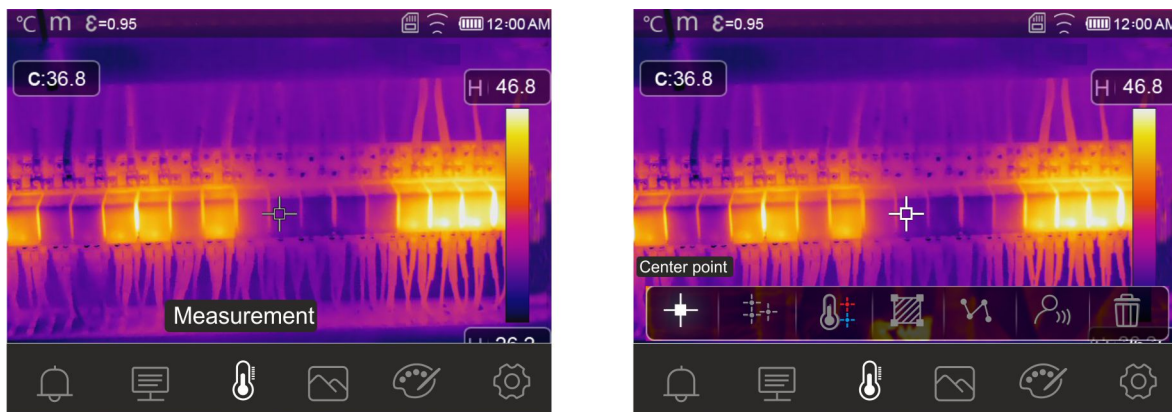 ℃ m ε=0.95 12:00 AM
C:36.8
H 46.8
Measurement
℃ m ε=0.95 12:00 AM
C:36.8
H 46.8
Center point